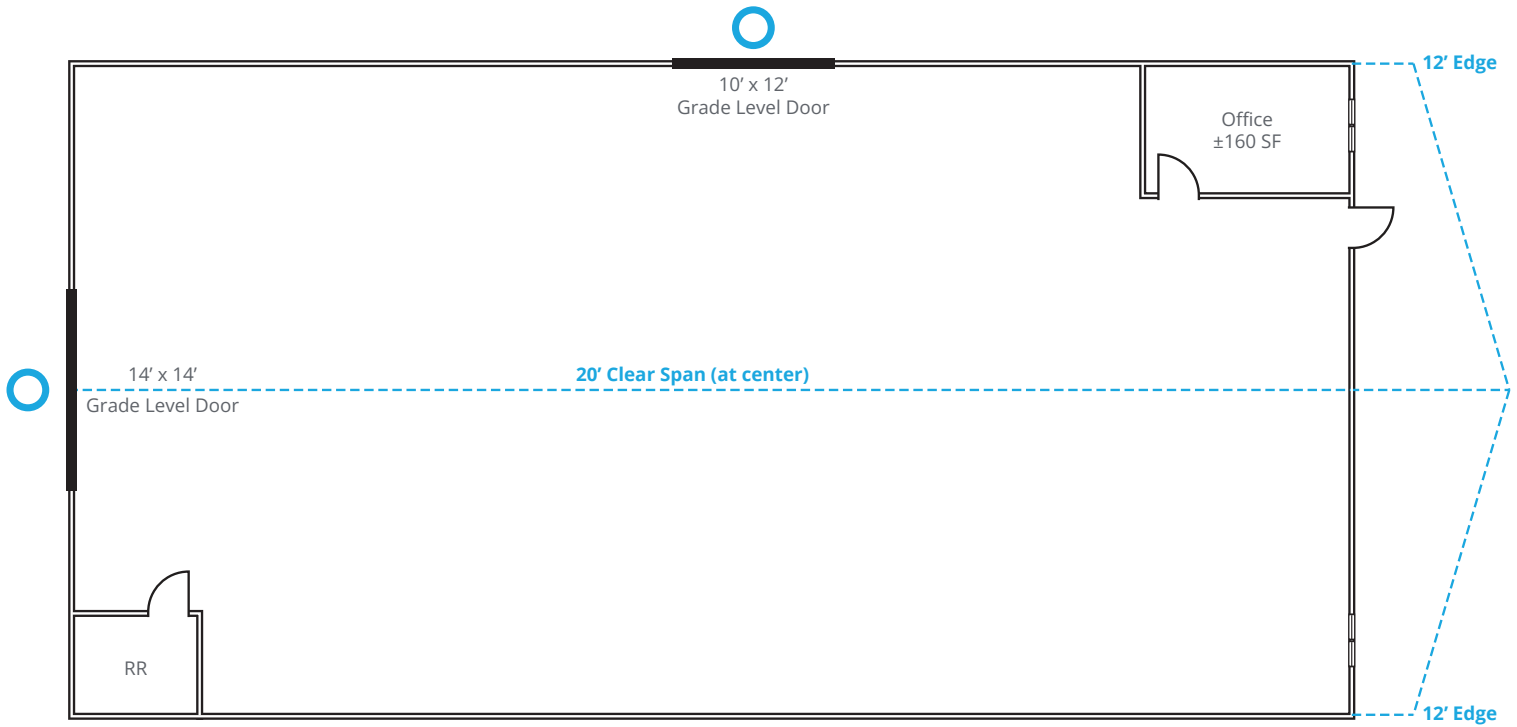 12’ Edge
10’ x 12’
Grade Level Door
Office
±160 SF
20’ Clear Span (at center)
14’ x 14’
Grade Level Door
RR
12’ Edge